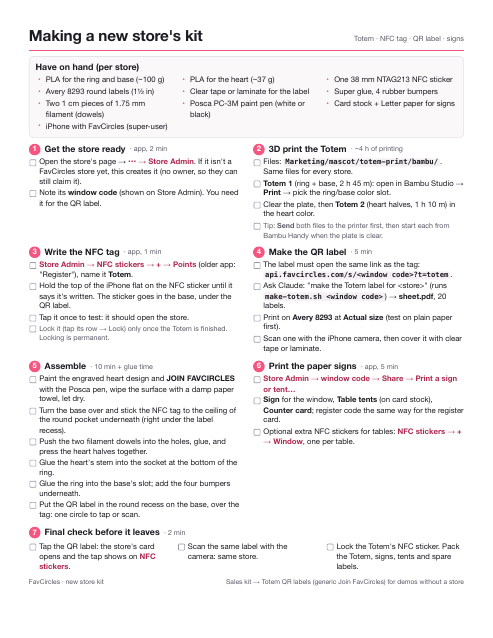 Making a new store's kit
Totem · NFC tag · QR label · signs
Have on hand (per store)
· PLA for the ring and base (~100 g)
· Avery 8293 round labels (1½ in)
· Two 1 cm pieces of 1.75 mm
filament (dowels)
· iPhone with FavCircles (super-user)
· PLA for the heart (~37 g)
· Clear tape or laminate for the label
· Posca PC-3M paint pen (white or
black)
· One 38 mm NTAG213 NFC sticker
· Super glue, 4 rubber bumpers
· Card stock + Letter paper for signs
1 Get the store ready · app, 2 min
Open the store's page → ··· → Store Admin. If it isn't a
FavCircles store yet, this creates it (no owner, so they can
still claim it).
Note its window code (shown on Store Admin). You need
it for the QR label.
2 3D print the Totem · ~4 h of printing
Files: Marketing/mascot/totem-print/bambu/.
Same files for every store.
Totem 1 (ring + base, 2 h 45 m): open in Bambu Studio →
Print → pick the ring/base color slot.
Clear the plate, then Totem 2 (heart halves, 1 h 10 m) in
the heart color.
Tip: Send both files to the printer first, then start each from
Bambu Handy when the plate is clear.
3 Write the NFC tag · app, 1 min
Store Admin → NFC stickers → + → Points (older app:
"Register"), name it Totem.
Hold the top of the iPhone flat on the NFC sticker until it
says it's written. The sticker goes in the base, under the
QR label.
Tap it once to test: it should open the store.
Lock it (tap its row → Lock) only once the Totem is finished.
Locking is permanent.
4 Make the QR label · 5 min
The label must open the same link as the tag:
api.favcircles.com/s/<window code>?t=totem.
Ask Claude: "make the Totem label for <store>" (runs
make-totem.sh <window code>) → sheet.pdf, 20
labels.
Print on Avery 8293 at Actual size (test on plain paper
first).
Scan one with the iPhone camera, then cover it with clear
tape or laminate.
5 Assemble · 10 min + glue time
Paint the engraved heart design and JOIN FAVCIRCLES
with the Posca pen, wipe the surface with a damp paper
towel, let dry.
Turn the base over and stick the NFC tag to the ceiling of
the round pocket underneath (right under the label
recess).
Push the two filament dowels into the holes, glue, and
press the heart halves together.
Glue the heart's stem into the socket at the bottom of the
ring.
Glue the ring into the base's slot; add the four bumpers
underneath.
Put the QR label in the round recess on the base, over the
tag: one circle to tap or scan.
6 Print the paper signs · app, 5 min
Store Admin → window code → Share → Print a sign
or tent...
Sign for the window, Table tents (on card stock),
Counter card; register code the same way for the register
card.
Optional extra NFC stickers for tables: NFC stickers → +
→ Window, one per table.
7 Final check before it leaves · 2 min
Tap the QR label: the store's card
opens and the tap shows on NFC
stickers.
Scan the same label with the
camera: same store.
Lock the Totem's NFC sticker. Pack
the Totem, signs, tents and spare
labels.
FavCircles · new store kit
Sales kit → Totem QR labels (generic Join FavCircles) for demos without a store